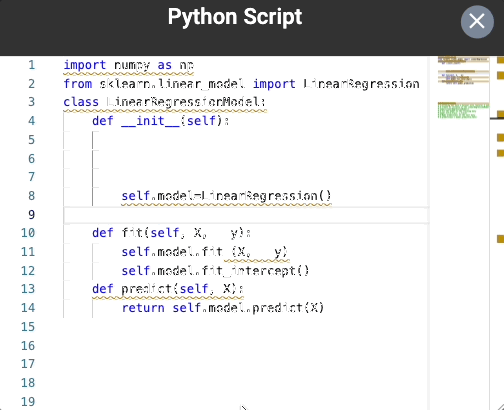 Python Script
1 import numpy as np
2 from sklearn.linear_model import LinearRegression
3 class LinearRegressionModel:
4 def __init__(self):
5
6
7
8 self.model=LinearRegression()
9
10 def fit(self, X, y):
11 self.model.fit (X, y)
12 self.model.fit_intercept()
13 def predict(self, X):
14 return self.model.predict(X)
15
16
17
18
19